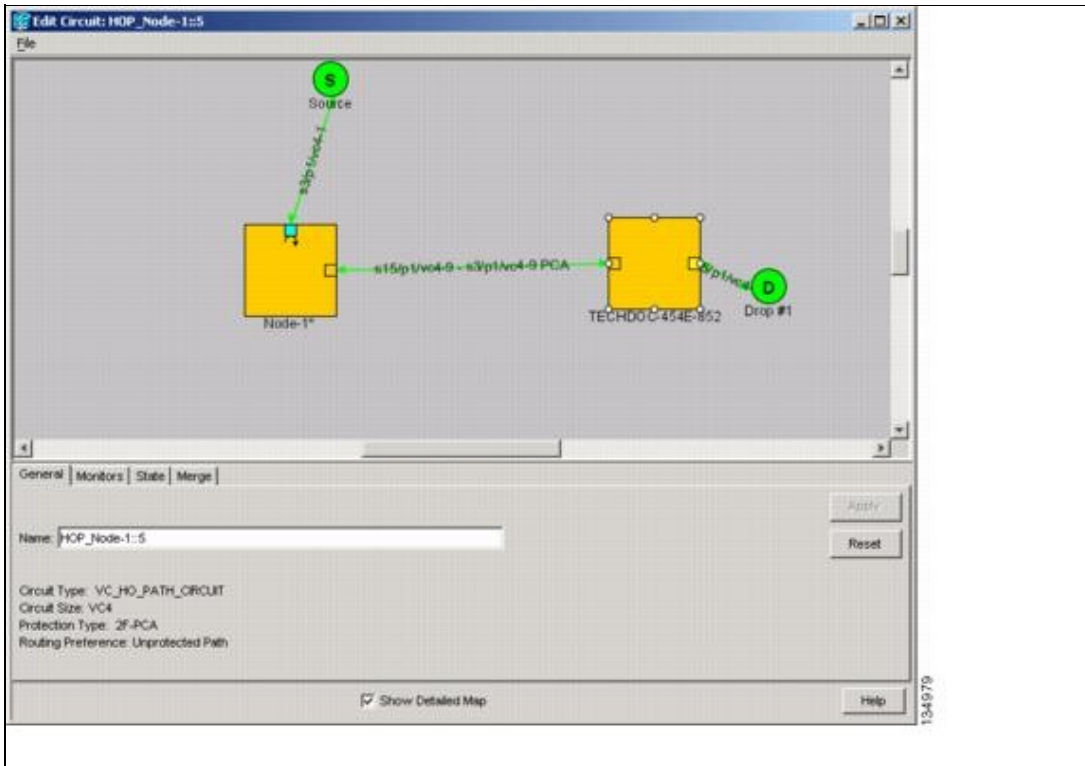 Edit Circuit: HOP_Node-1::5
File
S
Source
s3/p1/vc4-1
s15/p1/vc4-9 - s3/p1/vc4-9 PCA
D
Drop #1
Node-1*
TECHDOC-454E-852
General
Monitors
State
Merge
Apply
Name: HOP_Node-1::5
Reset
Circuit Type: VC_HO_PATH_CIRCUIT
Circuit Size: VC4
Protection Type: 2F-PCA
Routing Preference: Unprotected Path
Show Detailed Map
Help
134979